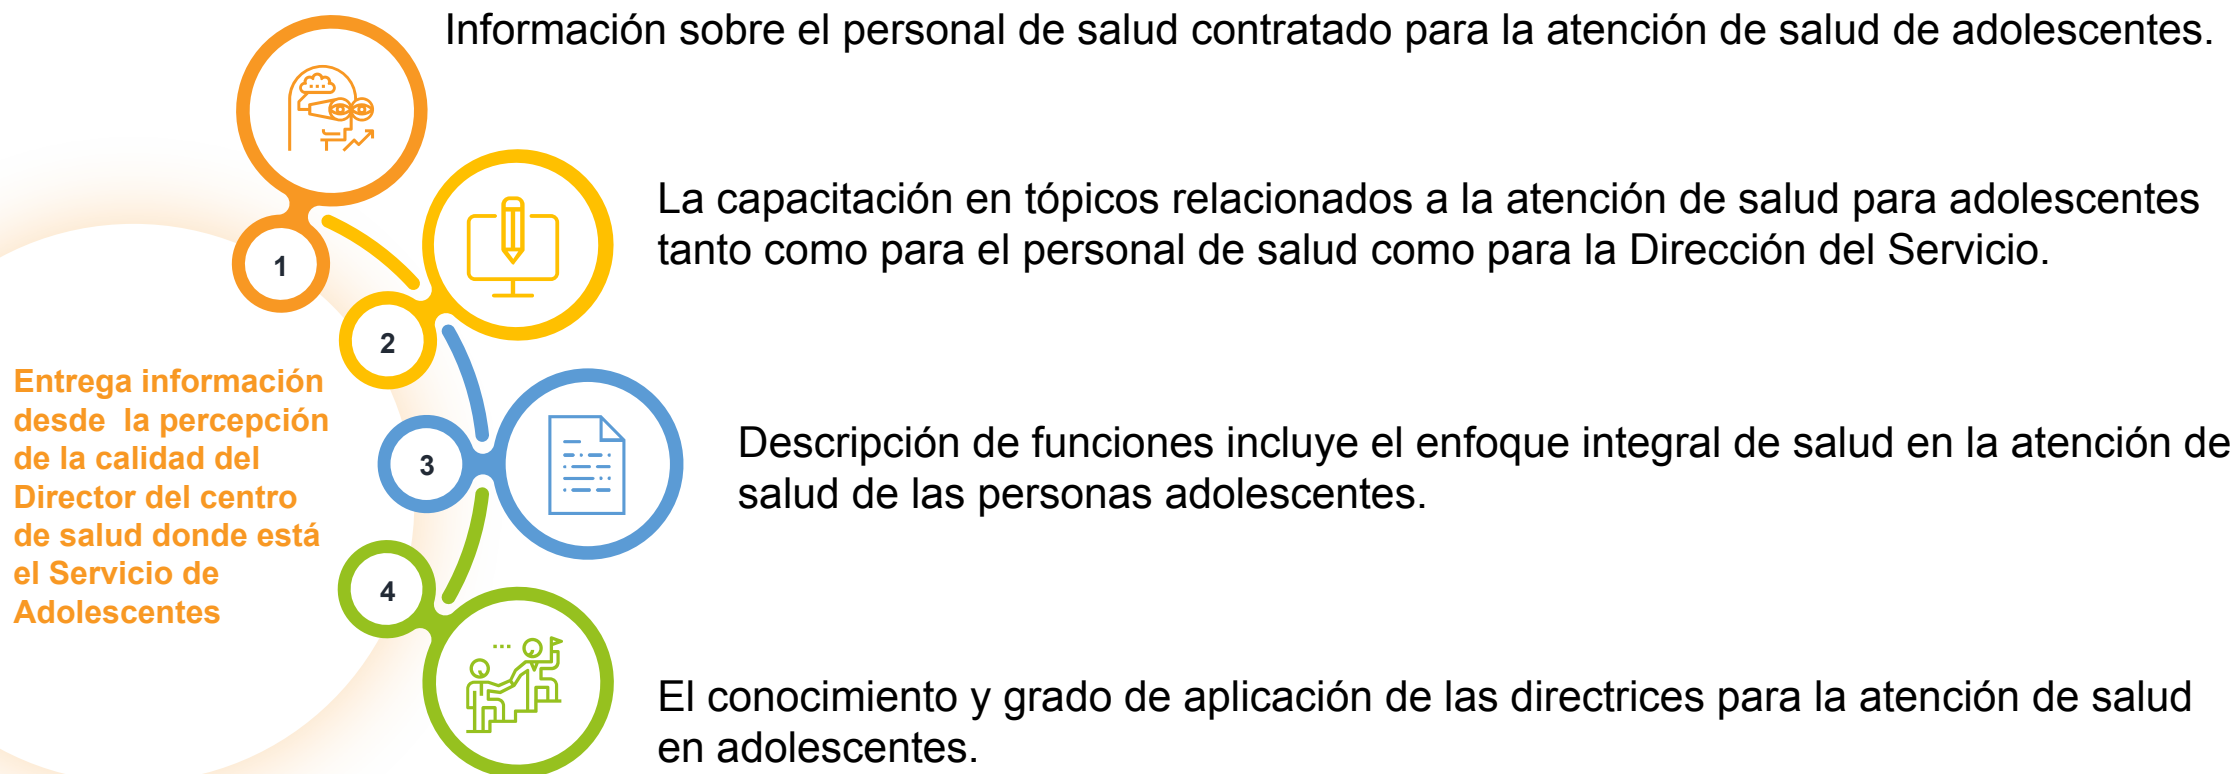 Información sobre el personal de salud contratado para la atención de salud de adolescentes.
1
La capacitación en tópicos relacionados a la atención de salud para adolescentes
tanto como para el personal de salud como para la Dirección del Servicio.
2
Entrega información
desde  la percepción
de la calidad del
Director del centro
de salud donde está
el Servicio de
Adolescentes
3
Descripción de funciones incluye el enfoque integral de salud en la atención de
salud de las personas adolescentes.
4
El conocimiento y grado de aplicación de las directrices para la atención de salud
en adolescentes.